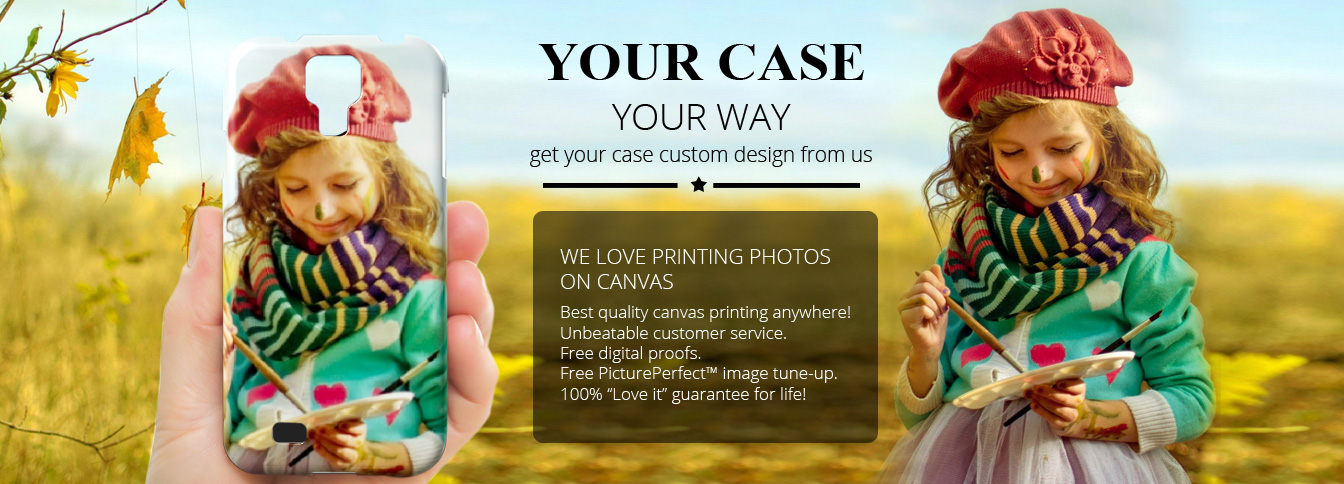 YOUR CASE
YOUR WAY
get your case custom design from us
WE LOVE PRINTING PHOTOS
ON CANVAS
Best quality canvas printing anywhere!
Unbeatable customer service.
Free digital proofs.
Free PicturePerfect™ image tune-up.
100% “Love it” guarantee for life!